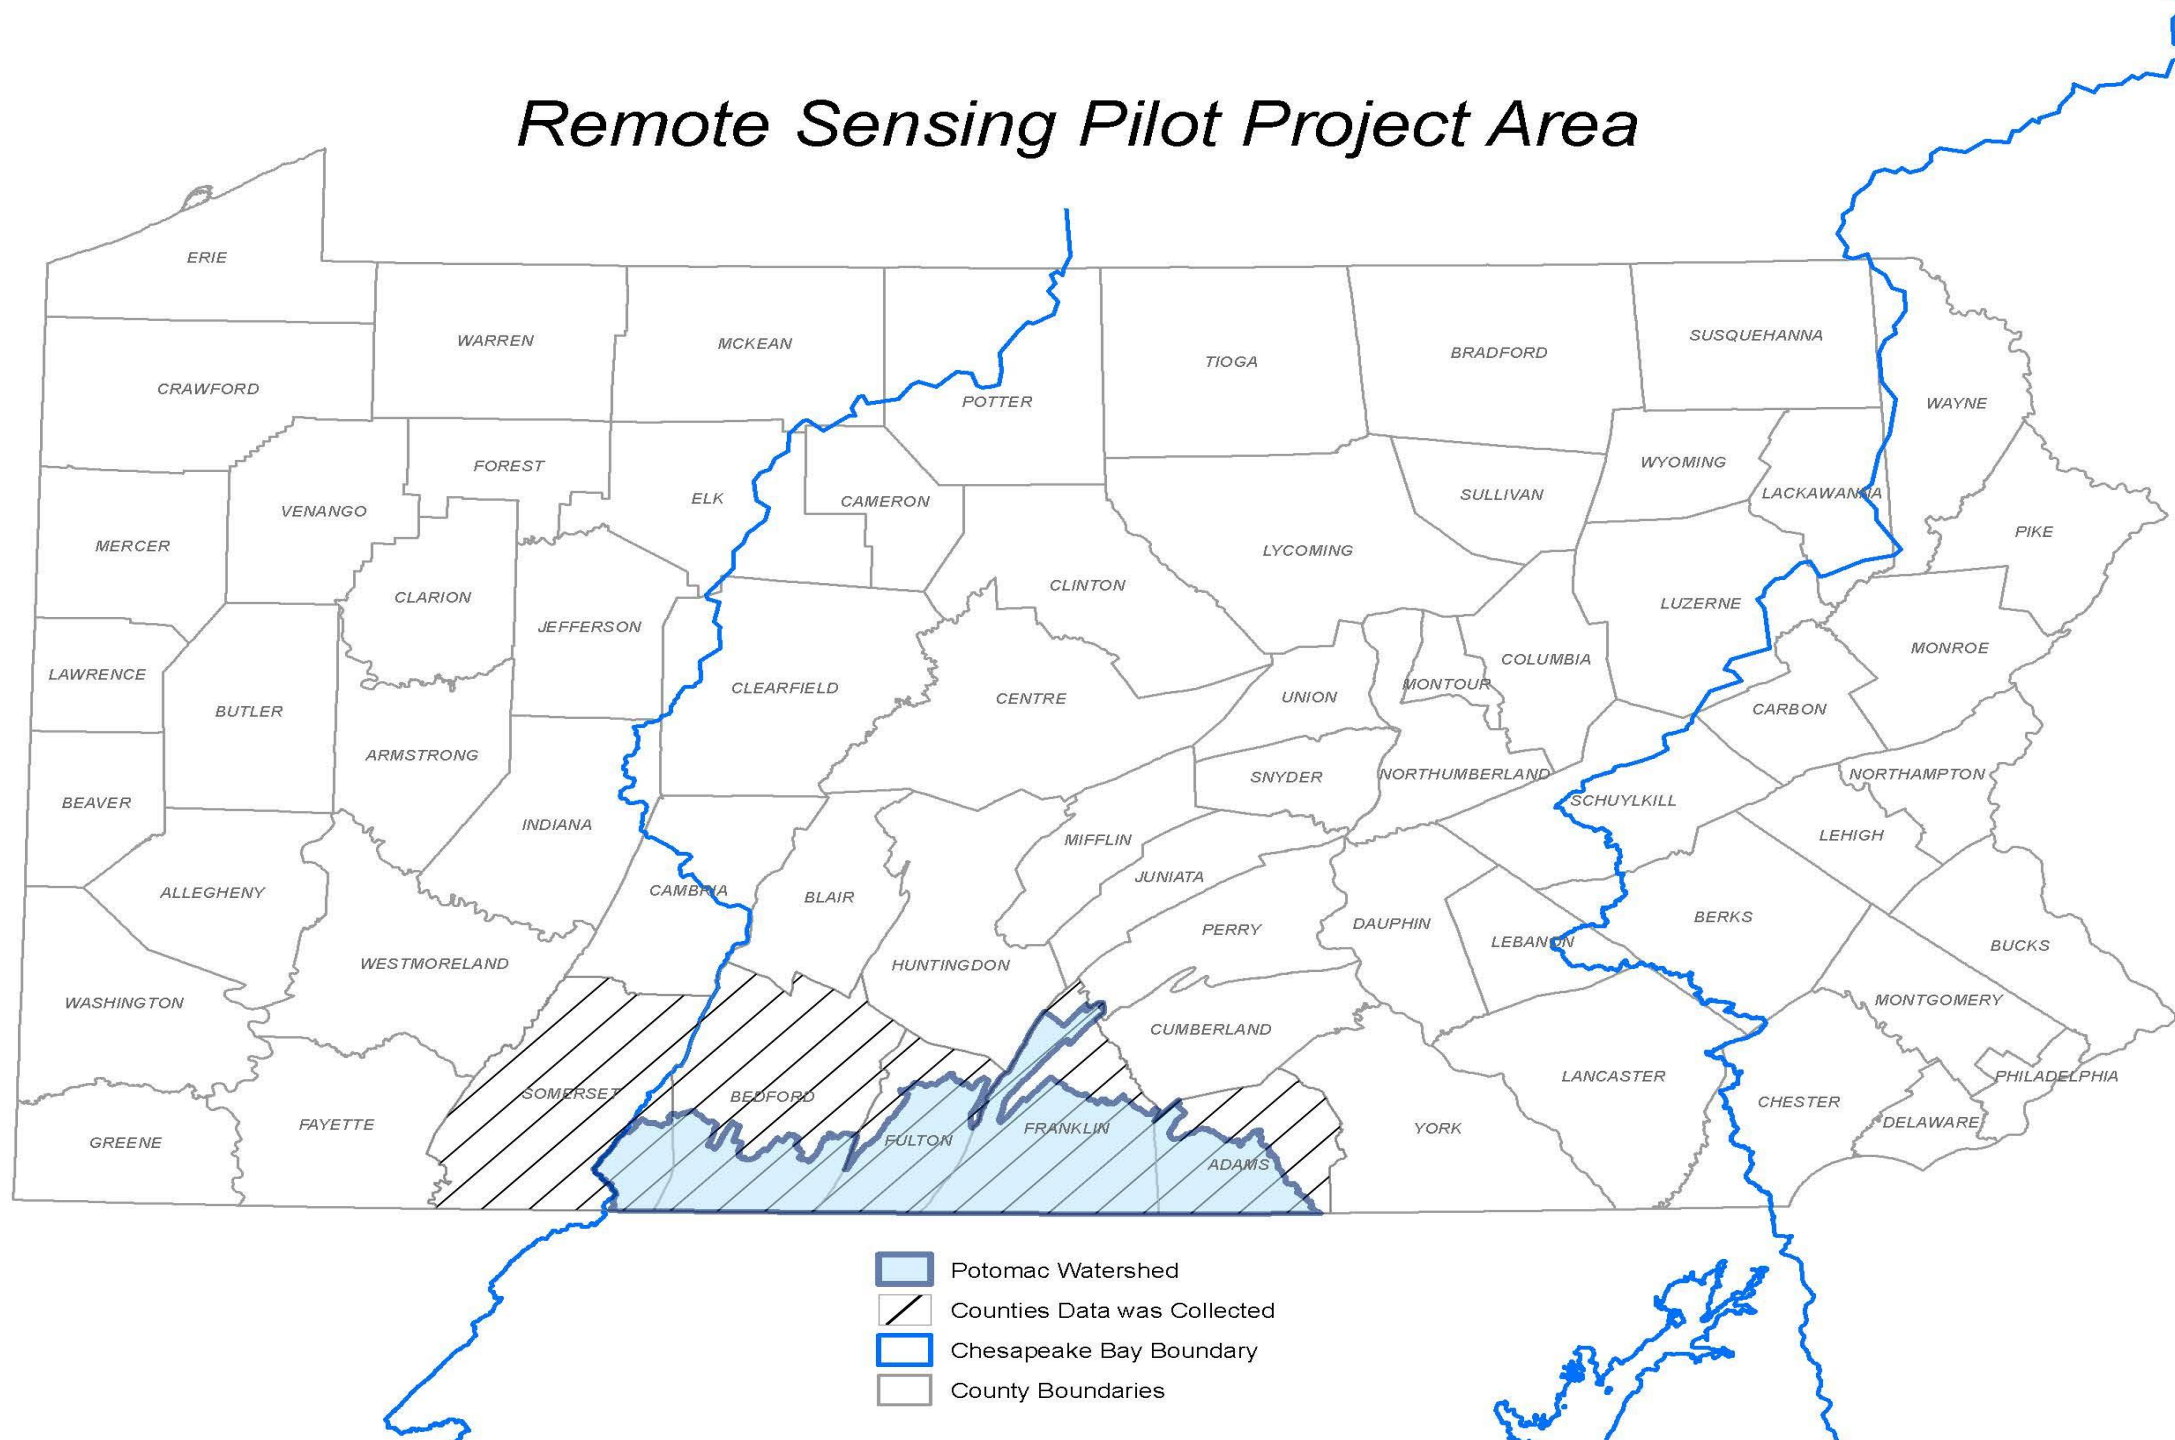 Remote Sensing Pilot Project Area
ERIE
WARREN
MCKEAN
SUSQUEHANNA
TIOGA
BRADFORD
CRAWFORD
POTTER
WAYNE
FOREST
WYOMING
ELK
CAMERON
SULLIVAN
LACKAWANNA
VENANGO
PIKE
MERCER
LYCOMING
CLARION
CLINTON
LUZERNE
JEFFERSON
MONROE
LAWRENCE
CLEARFIELD
COLUMBIA
MONTOUR
CENTRE
UNION
BUTLER
CARBON
ARMSTRONG
SNYDER
NORTHUMBERLAND
NORTHAMPTON
BEAVER
SCHUYLKILL
INDIANA
MIFFLIN
LEHIGH
JUNIATA
ALLEGHENY
CAMBRIA
BLAIR
BERKS
PERRY
DAUPHIN
LEBANON
BUCKS
WESTMORELAND
HUNTINGDON
WASHINGTON
MONTGOMERY
CUMBERLAND
LANCASTER
PHILADELPHIA
SOMERSET
BEDFORD
CHESTER
FAYETTE
FRANKLIN
YORK
DELAWARE
GREENE
FULTON
ADAMS
Potomac Watershed
Counties Data was Collected
Chesapeake Bay Boundary
County Boundaries